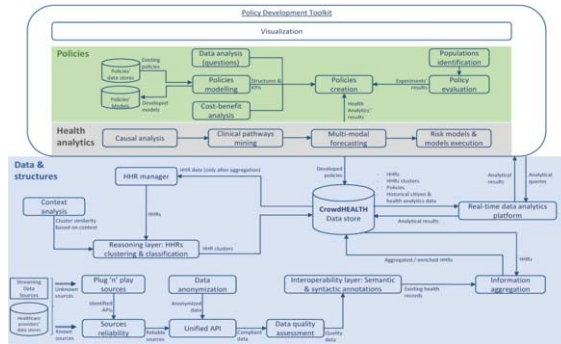 Policy Development Toolkit
Visualization
Policies
Data analysis
(questions)
Populations
identification
Policies'
data stores
Existing
policies
Policies
modelling
Structures &
KPIs
Policies
creation
Experiments'
results
Policy
evaluation
Policies'
Models
Developed
models
Cost-benefit
analysis
Health
Analytics'
results
Health
analytics
Causal analysis
Clinical pathways
mining
Multi-modal
forecasting
Risk models &
models execution
Data &
structures
HHR manager
HHR data (only after aggregation)
Developed
policies
- HHRs
- HHRs clusters
- Policies
- Historical citizen &
health analytics data
Analytical
results
Analytical
queries
Context
analysis
HHRs
CrowdHEALTH
Data store
Real-time data analytics
platform
Cluster similarity
based on context
Analytical results
Reasoning layer: HHRs
clustering & classification
HHR clusters
Aggregated / enriched HHRs
HHRs
Streaming
Data
Sources
Unknown
sources
Plug 'n' play
sources
Data
anonymization
Interoperability layer: Semantic
& syntactic annotations
Existing health
records
Information
aggregation
Identified
APIs
Anonymized
data
Healthcare
providers'
data stores
Known
sources
Sources
reliability
Reliable
sources
Unified API
Compliant
data
Data quality
assessment
Quality
data